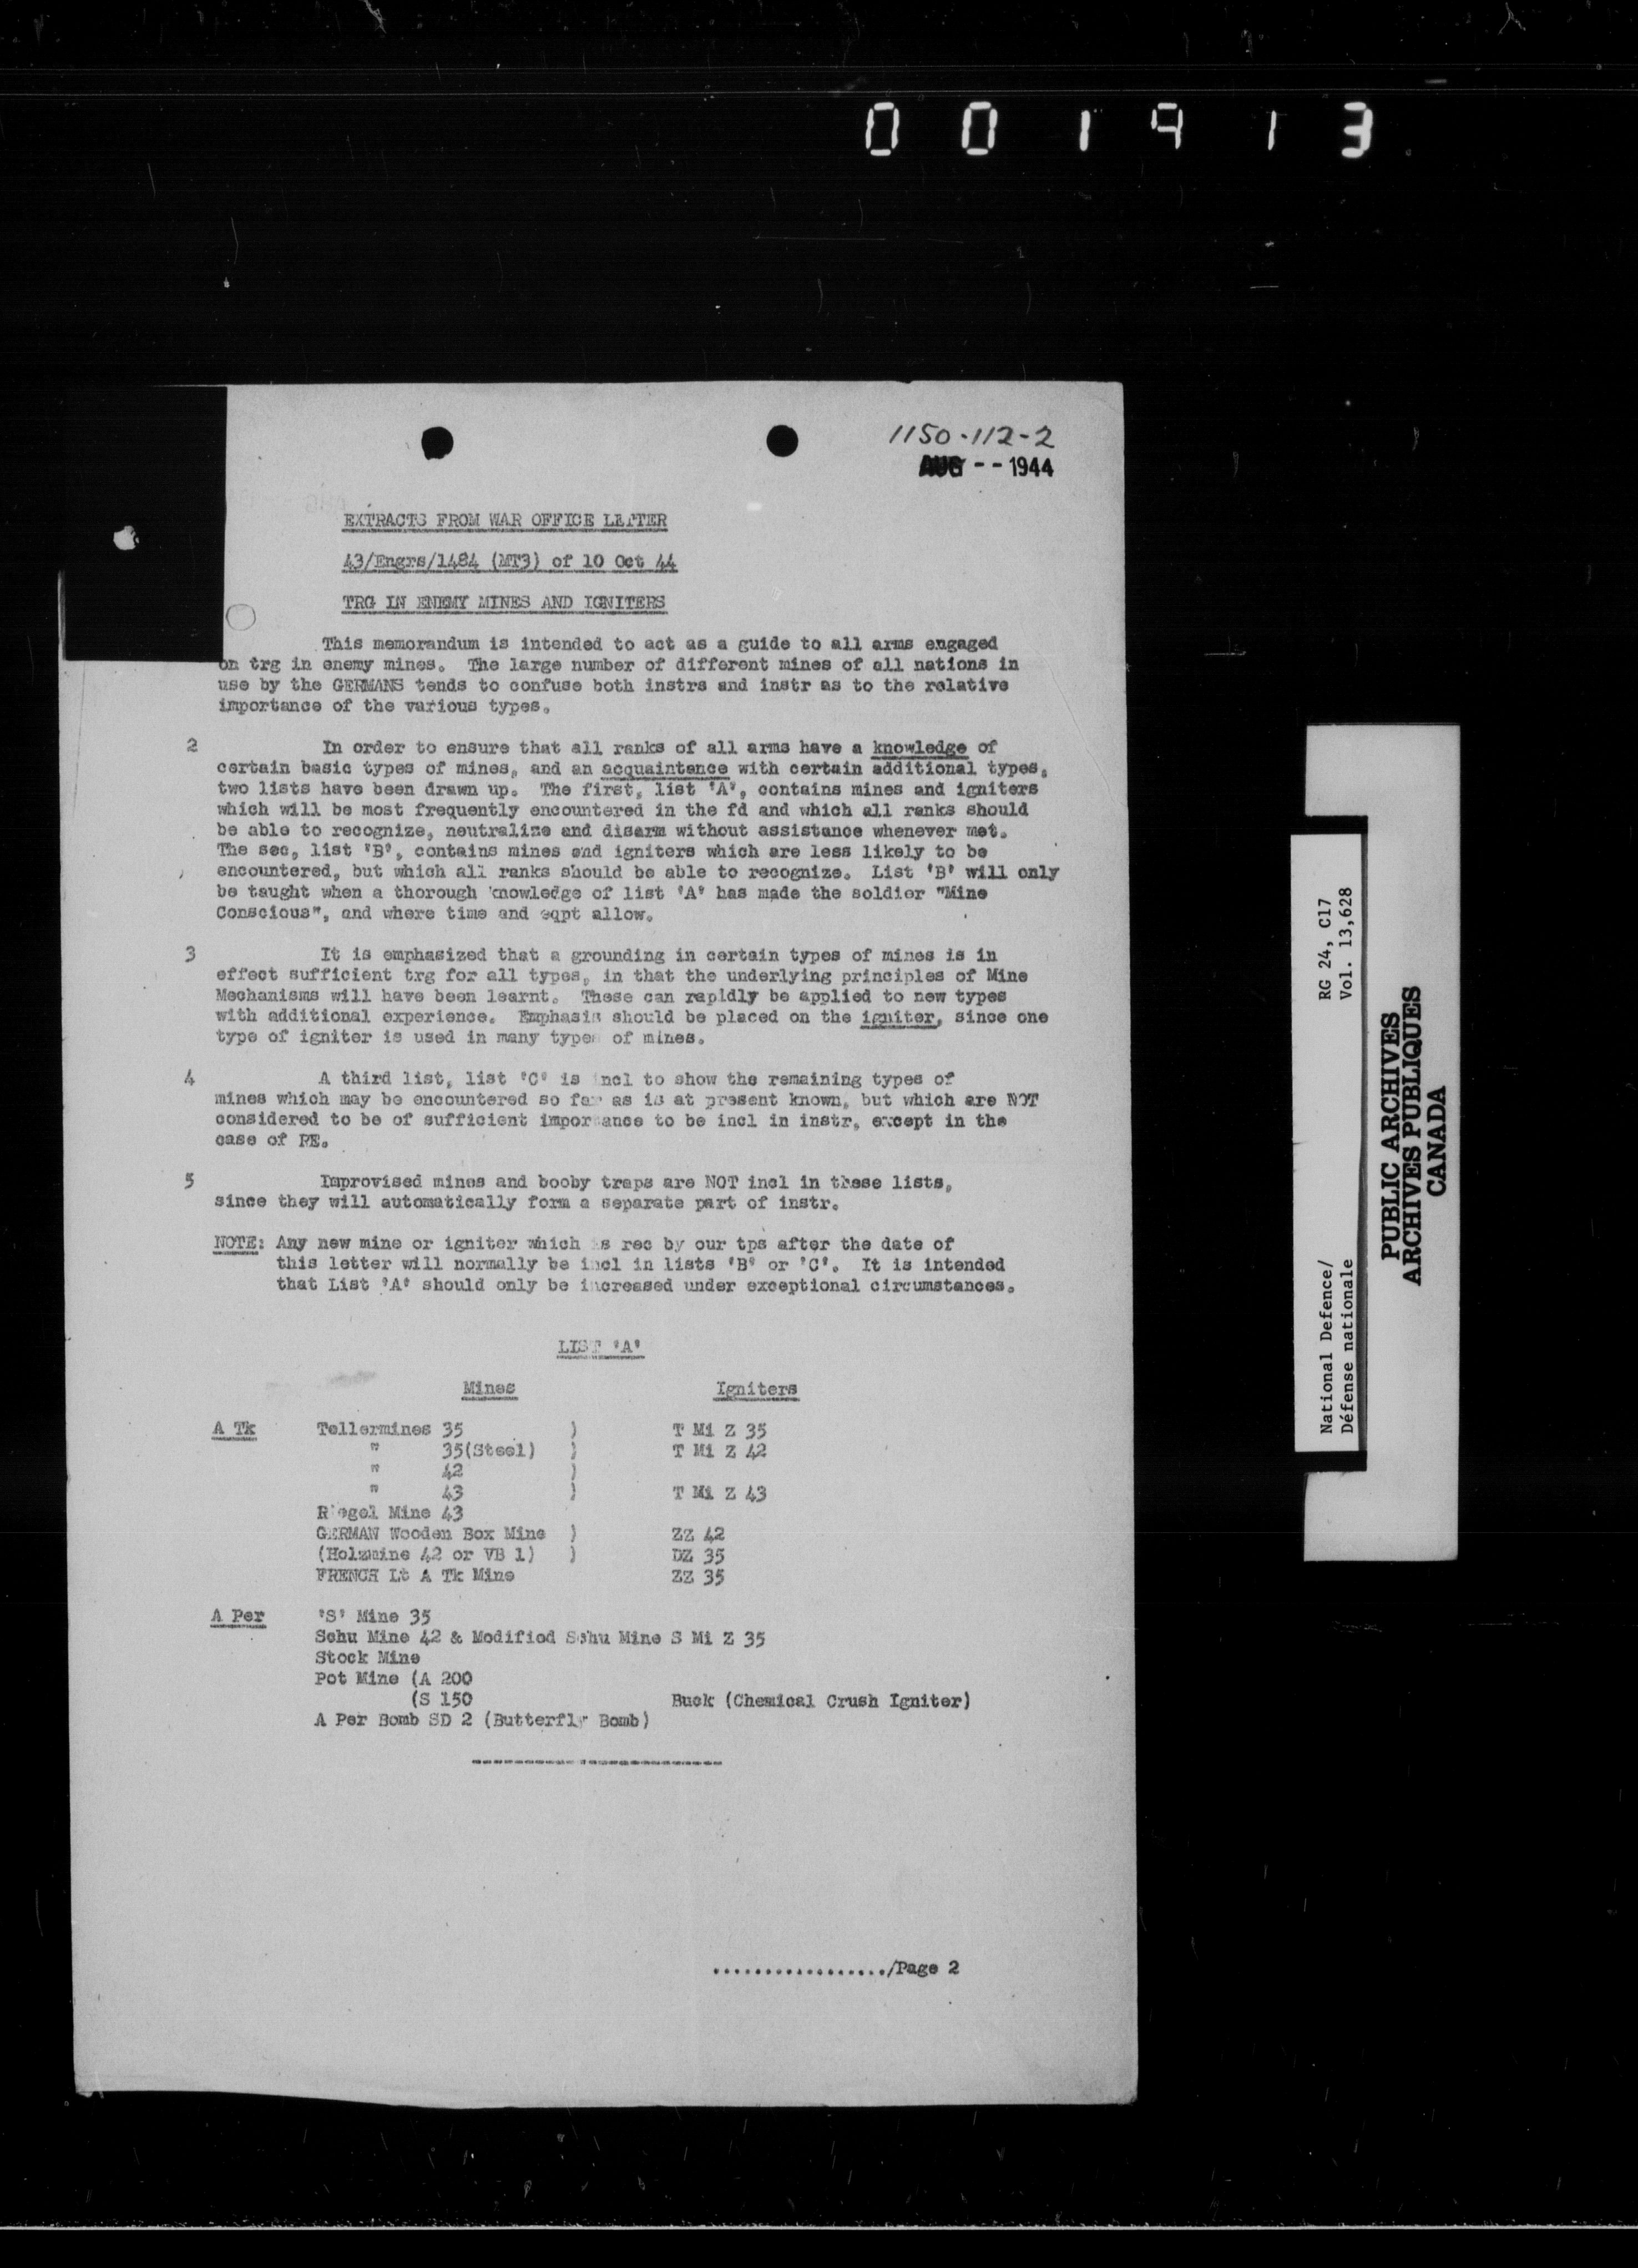 001913
1150-112-2
AUG -- 1944
EXTRACTS FROM WAR OFFICE LETTER
43/Engrs/1484 (MT3) of 10 Oct 44
TRG IN ENEMY MINES AND IGNITERS
This memorandum is intended to act as a guide to all arms engaged
on trg in enemy mines. The large number of different mines of all nations in
use by the GERMANS tends to confuse both instrs and instr as to the relative
importance of the various types.
2 In order to ensure that all ranks of all arms have a knowledge of
certain basic types of mines, and an acquaintance with certain additional types,
two lists have been drawn up. The first, list 'A', contains mines and igniters
which will be most frequently encountered in the fd and which all ranks should
be able to recognize, neutralize and disarm without assistance whenever met.
The sec, list 'B', contains mines and igniters which are less likely to be
encountered, but which all ranks should be able to recognize. List 'B' will only
be taught when a thorough knowledge of list 'A' has made the soldier "Mine
Conscious", and where time and eqpt allow.
3 It is emphasized that a grounding in certain types of mines is in
effect sufficient trg for all types, in that the underlying principles of Mine
Mechanisms will have been learnt. These can rapidly be applied to new types
with additional experience. Emphasis should be placed on the igniter, since one
type of igniter is used in many types of mines.
4 A third list, list 'C' is incl to show the remaining types of
mines which may be encountered so far as is at present known, but which are NOT
considered to be of sufficient importance to be incl in instr, except in the
case of RE.
5 Improvised mines and booby traps are NOT incl in these lists,
since they will automatically form a separate part of instr.
NOTE: Any new mine or igniter which is rec by our tps after the date of
this letter will normally be incl in lists 'B' or 'C'. It is intended
that List 'A' should only be increased under exceptional circumstances.
LIST 'A'
Mines Igniters
A Tk Tellermines 35 ) T Mi Z 35
" 35(Steel) ) T Mi Z 42
" 42 )
" 43 ) T Mi Z 43
Riegel Mine 43
GERMAN Wooden Box Mine ) ZZ 42
(Holzmine 42 or VB 1) ) DZ 35
FRENCH Lt A Tk Mine ZZ 35
A Per 'S' Mine 35
Schu Mine 42 & Modified Schu Mine S Mi Z 35
Stock Mine
Pot Mine (A 200
(S 150 Buck (Chemical Crush Igniter)
A Per Bomb SD 2 (Butterfly Bomb)
------------------------
................./Page 2
National Defence/ RG 24, C17
Défense nationale Vol. 13,628
PUBLIC ARCHIVES
ARCHIVES PUBLIQUES
CANADA